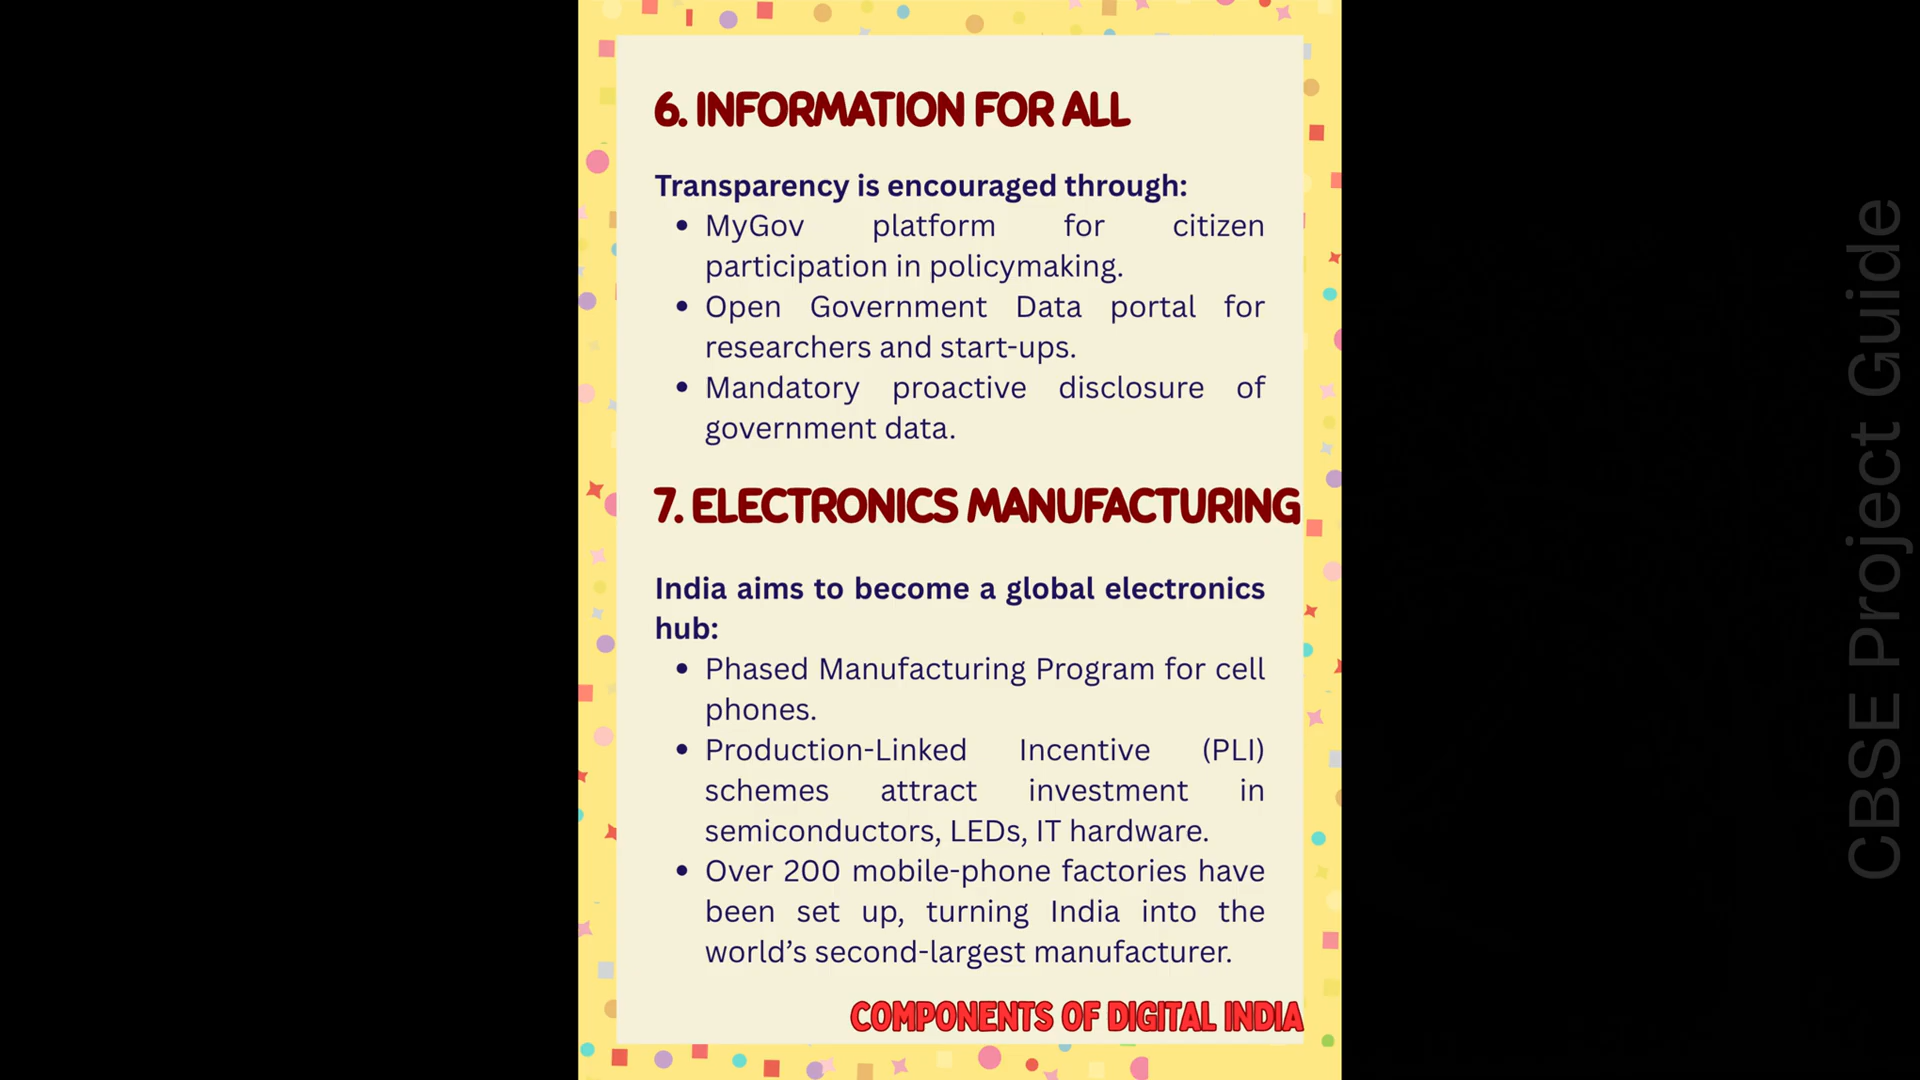 6. INFORMATION FOR ALL
Transparency is encouraged through:
• MyGov platform for citizen
participation in policymaking.
• Open Government Data portal for
researchers and start-ups.
• Mandatory proactive disclosure of
government data.
7. ELECTRONICS MANUFACTURING
India aims to become a global electronics
hub:
• Phased Manufacturing Program for cell
phones.
• Production-Linked Incentive (PLI)
schemes attract investment in
semiconductors, LEDs, IT hardware.
• Over 200 mobile-phone factories have
been set up, turning India into the
world’s second-largest manufacturer.
COMPONENTS OF DIGITAL INDIA
CBSE Project Guide